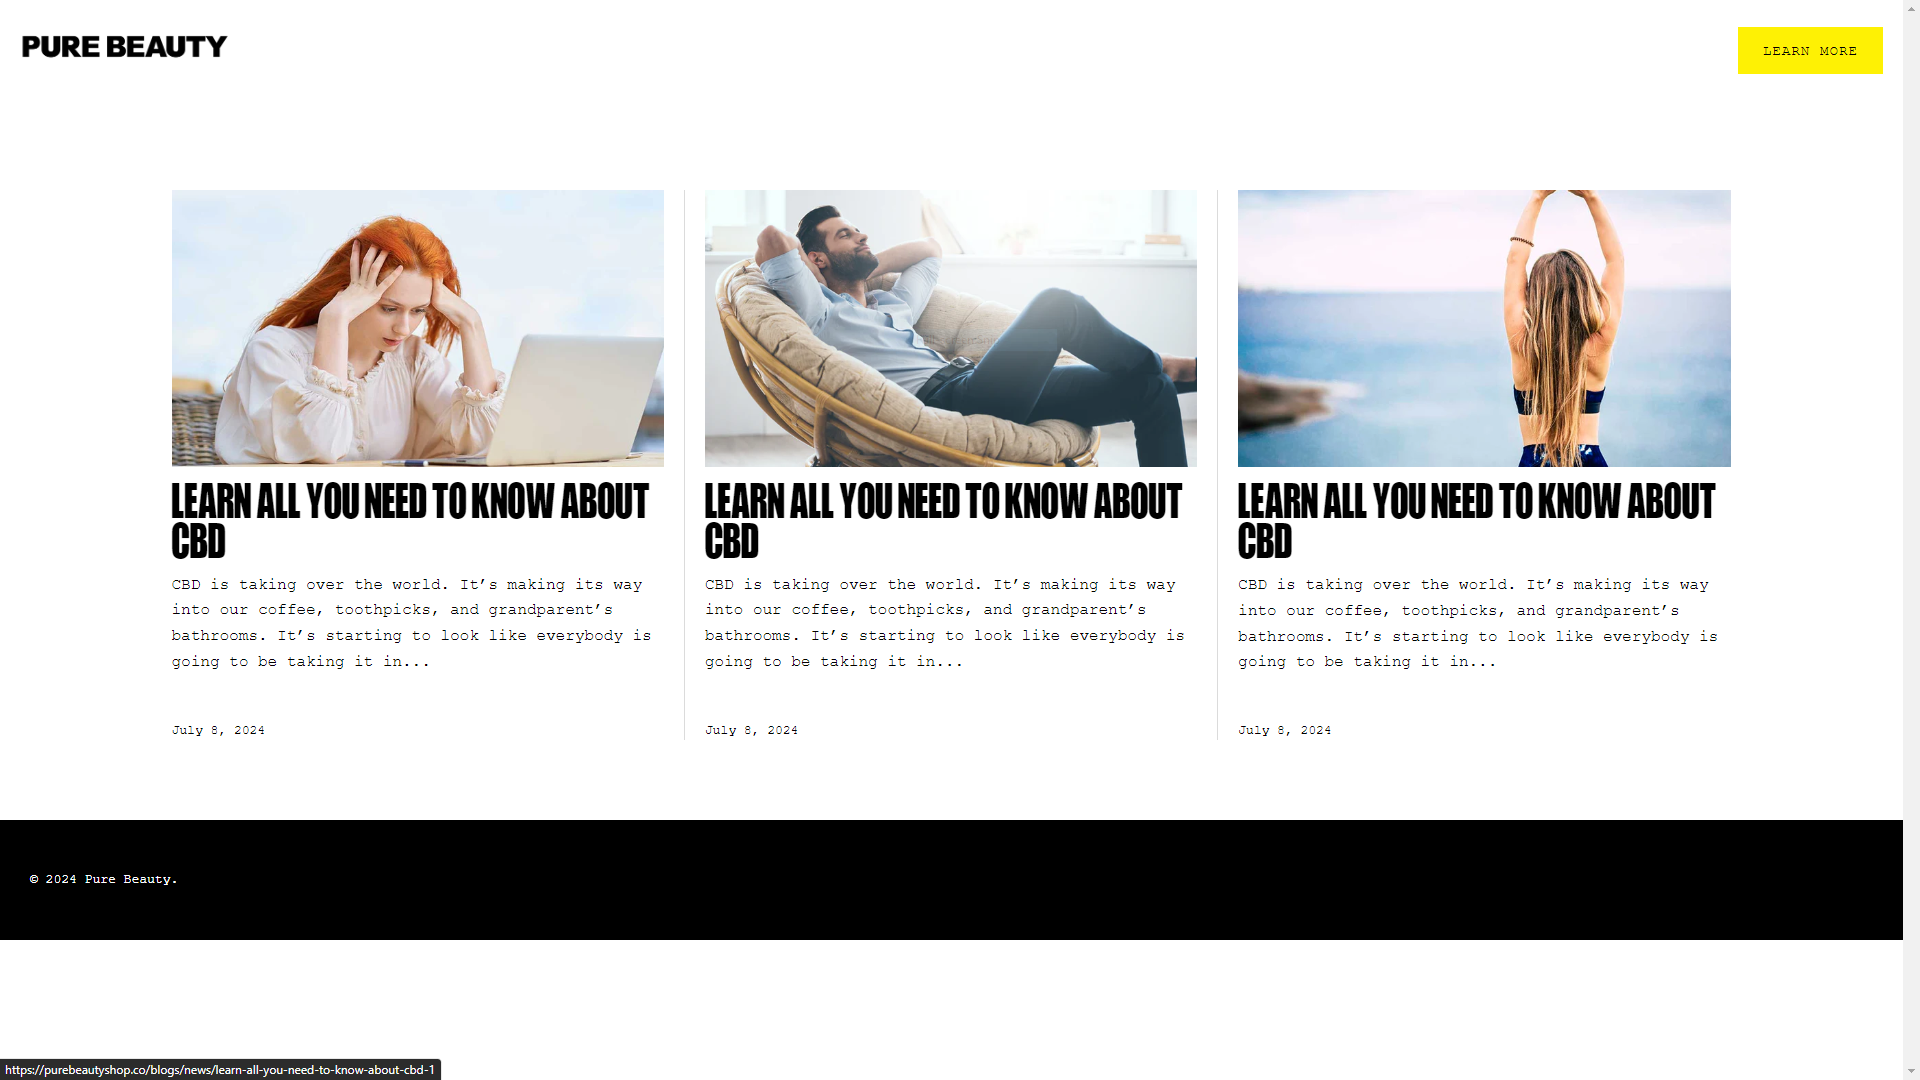 PURE BEAUTY
LEARN MORE
LEARN ALL YOU NEED TO KNOW ABOUT
CBD
CBD is taking over the world. It’s making its way
into our coffee, toothpicks, and grandparent’s
bathrooms. It’s starting to look like everybody is
going to be taking it in...
July 8, 2024
LEARN ALL YOU NEED TO KNOW ABOUT
CBD
CBD is taking over the world. It’s making its way
into our coffee, toothpicks, and grandparent’s
bathrooms. It’s starting to look like everybody is
going to be taking it in...
July 8, 2024
LEARN ALL YOU NEED TO KNOW ABOUT
CBD
CBD is taking over the world. It’s making its way
into our coffee, toothpicks, and grandparent’s
bathrooms. It’s starting to look like everybody is
going to be taking it in...
July 8, 2024
© 2024 Pure Beauty.
https://purebeautyshop.co/blogs/news/learn-all-you-need-to-know-about-cbd-1